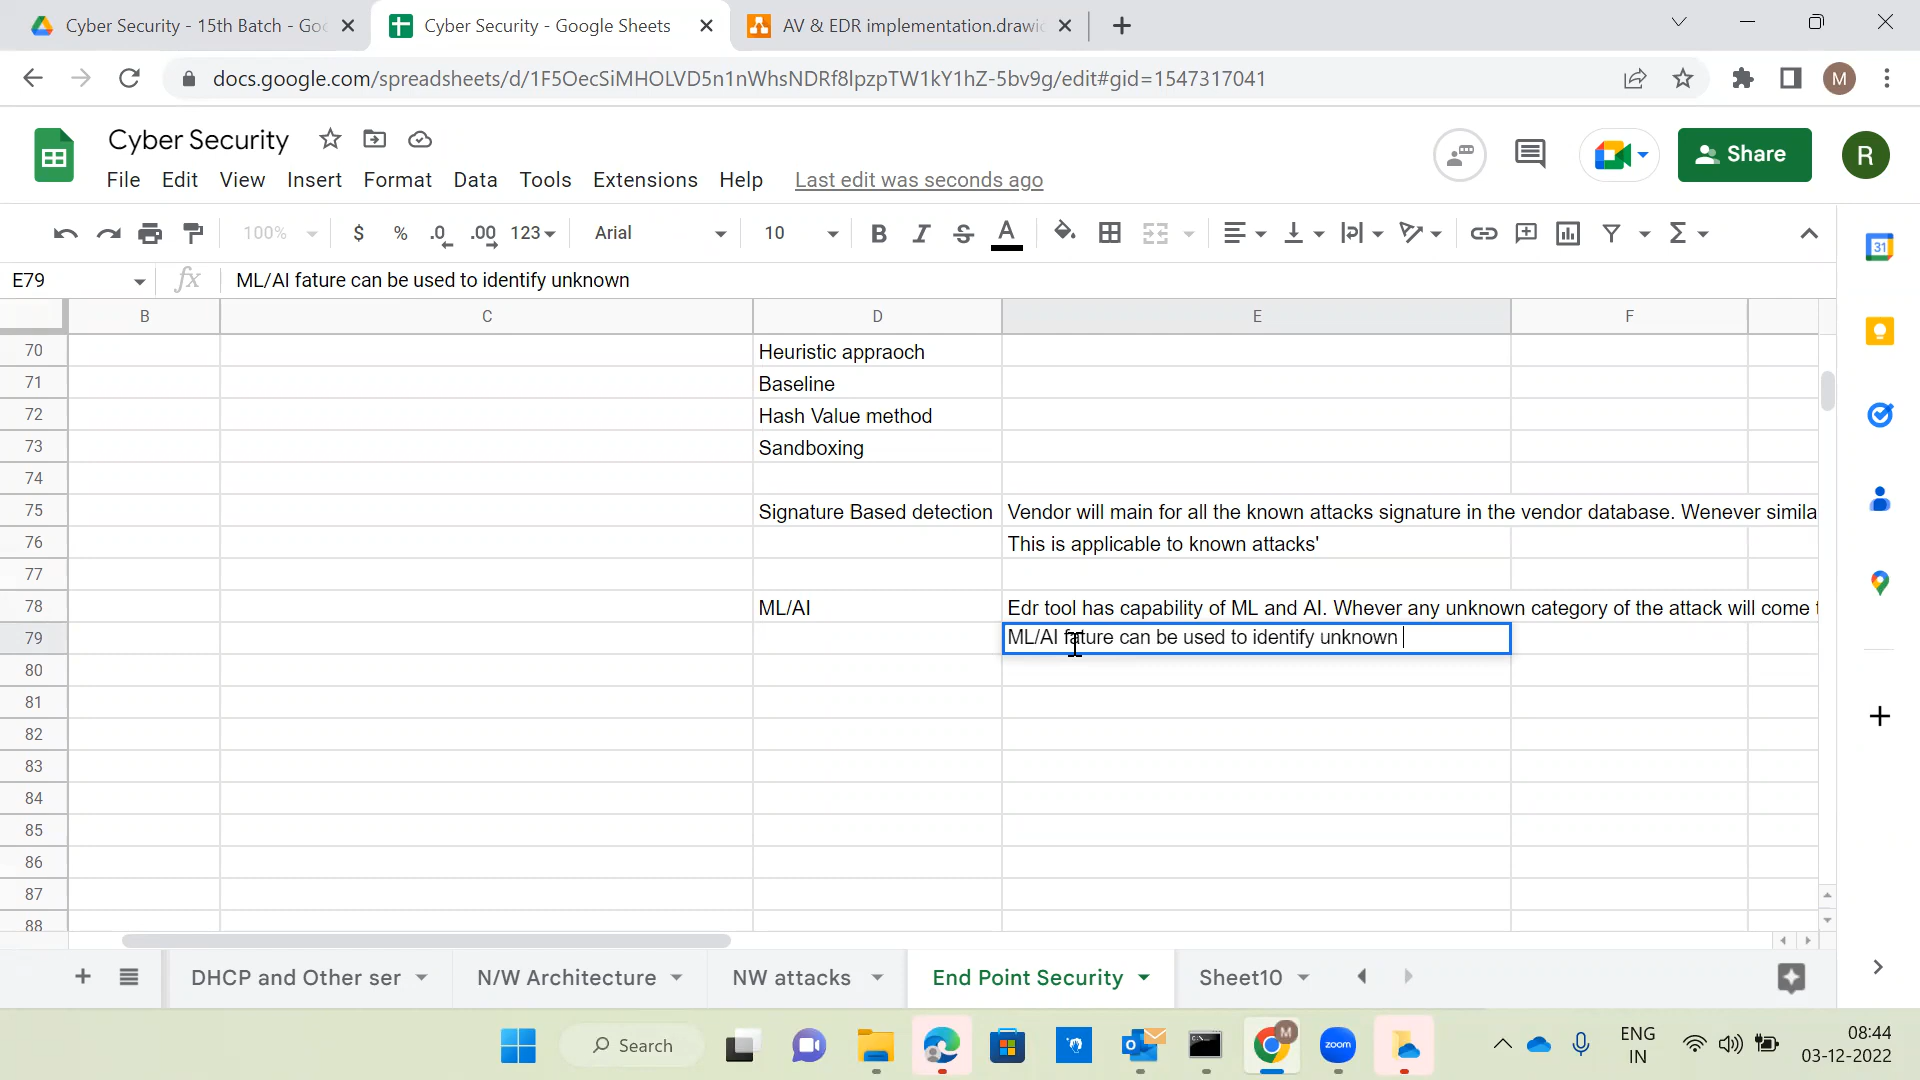 Cyber Security - 15th Batch - Goo
Cyber Security - Google Sheets
AV & EDR implementation.drawio
docs.google.com/spreadsheets/d/1F5OecSiMHOLVD5n1nWhsNDRf8lpzpTW1kY1hZ-5bv9g/edit#gid=1547317041
M
Cyber Security
Share
R
File Edit View Insert Format Data Tools Extensions Help Last edit was seconds ago
100% $ % .0 .00 123 Arial 10 B I S A
31
E79 fx ML/AI fature can be used to identify unknown
B C D E F
70 Heuristic appraoch
71 Baseline
72 Hash Value method
73 Sandboxing
74
75 Signature Based detection Vendor will main for all the known attacks signature in the vendor database. Wenever simila
76 This is applicable to known attacks'
77
78 ML/AI Edr tool has capability of ML and AI. Whever any unknown category of the attack will come t
79 ML/AI fature can be used to identify unknown
80
81
82
83
84
85
86
87
88
DHCP and Other ser N/W Architecture NW attacks End Point Security Sheet10
Search
zoom
M
ENG
IN
08:44
03-12-2022